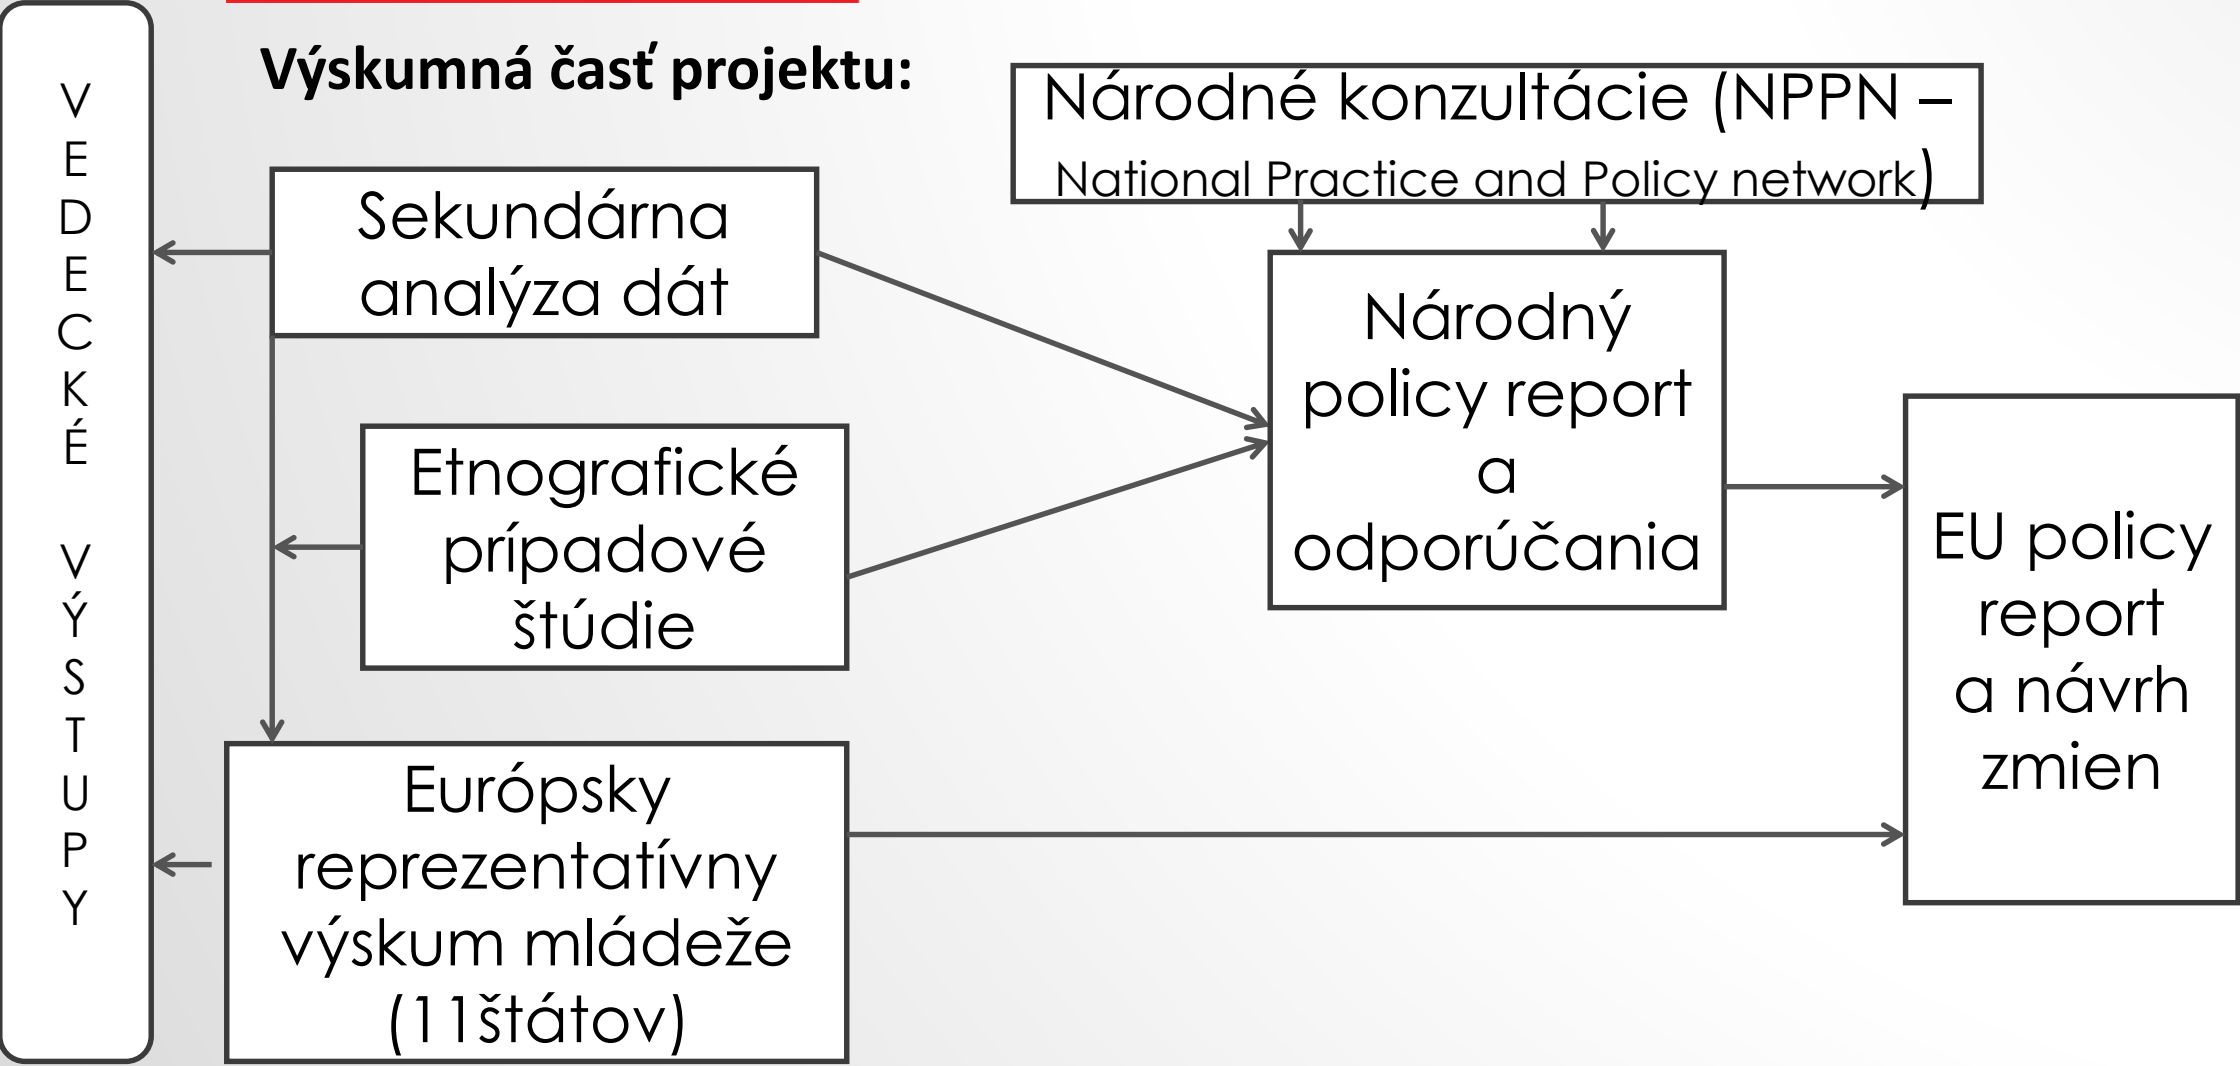 Výskumná časť projektu:
V
E
D
E
C
K
É
V
Ý
S
T
U
P
Y
Národné konzultácie (NPPN –
National Practice and Policy network)
Sekundárna
analýza dát
Etnografické
prípadové
štúdie
Európsky
reprezentatívny
výskum mládeže
(11štátov)
Národný
policy report
a
odporúčania
EU policy
report
a návrh
zmien